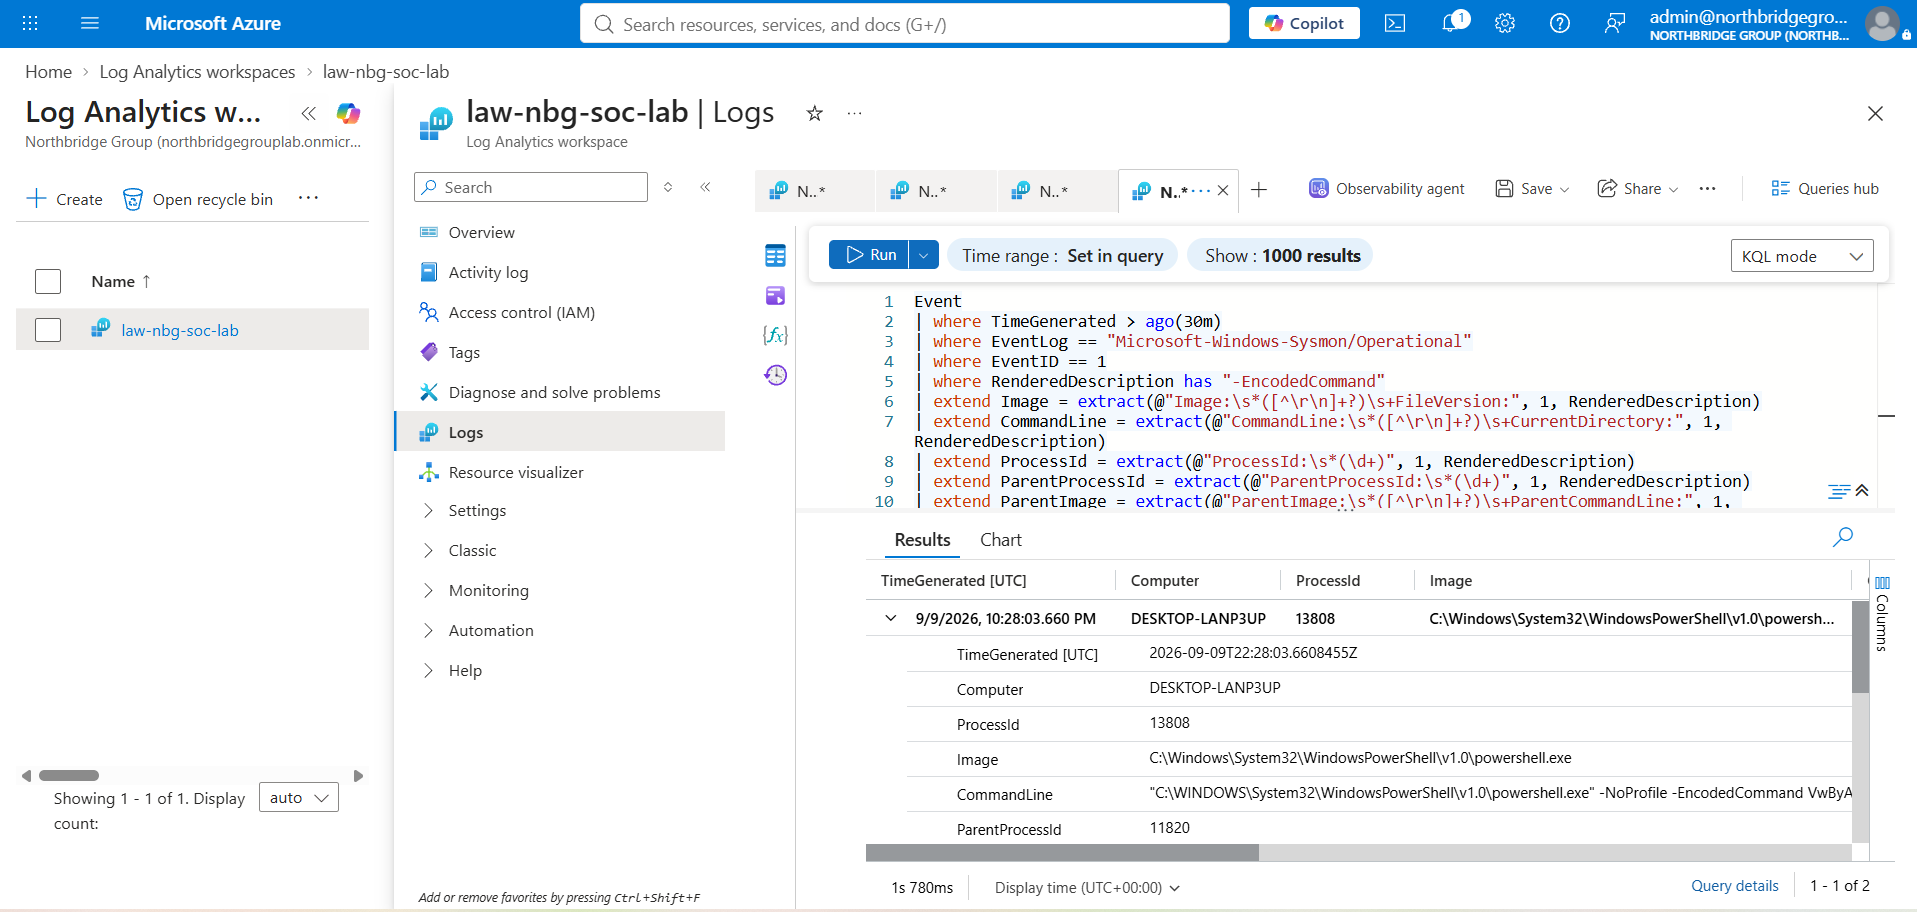 Microsoft Azure
Search resources, services, and docs (G+/)
Copilot
1
admin@northbridgegro...
NORTHBRIDGE GROUP (NORTHB...
Home > Log Analytics workspaces > law-nbg-soc-lab
Log Analytics w...
Northbridge Group (northbridgegrouplab.onmicr...
Create
Open recycle bin
Name ↑
law-nbg-soc-lab
Showing 1 - 1 of 1. Display count:
auto
law-nbg-soc-lab | Logs
Log Analytics workspace
Search
Overview
Activity log
Access control (IAM)
Tags
Diagnose and solve problems
Logs
Resource visualizer
Settings
Classic
Monitoring
Automation
Help
Add or remove favorites by pressing Ctrl+Shift+F
N..*
N..*
N..*
N..*
Observability agent
Save
Share
Queries hub
Run
Time range : Set in query
Show : 1000 results
KQL mode
{fx}
1 Event
2 | where TimeGenerated > ago(30m)
3 | where EventLog == "Microsoft-Windows-Sysmon/Operational"
4 | where EventID == 1
5 | where RenderedDescription has "-EncodedCommand"
6 | extend Image = extract(@"Image:\s*([^\r\n]+?)\s+FileVersion:", 1, RenderedDescription)
7 | extend CommandLine = extract(@"CommandLine:\s*([^\r\n]+?)\s+CurrentDirectory:", 1,
RenderedDescription)
8 | extend ProcessId = extract(@"ProcessId:\s*(\d+)", 1, RenderedDescription)
9 | extend ParentProcessId = extract(@"ParentProcessId:\s*(\d+)", 1, RenderedDescription)
10 | extend ParentImage = extract(@"ParentImage:\s*([^\r\n]+?)\s+ParentCommandLine:", 1,
Results
Chart
TimeGenerated [UTC] Computer ProcessId Image
Columns
9/9/2026, 10:28:03.660 PM DESKTOP-LANP3UP 13808 C:\Windows\System32\WindowsPowerShell\v1.0\powersh...
TimeGenerated [UTC] 2026-09-09T22:28:03.6608455Z
Computer DESKTOP-LANP3UP
ProcessId 13808
Image C:\Windows\System32\WindowsPowerShell\v1.0\powershell.exe
CommandLine "C:\WINDOWS\System32\WindowsPowerShell\v1.0\powershell.exe" -NoProfile -EncodedCommand VwByA
ParentProcessId 11820
1s 780ms
Display time (UTC+00:00)
Query details
1 - 1 of 2